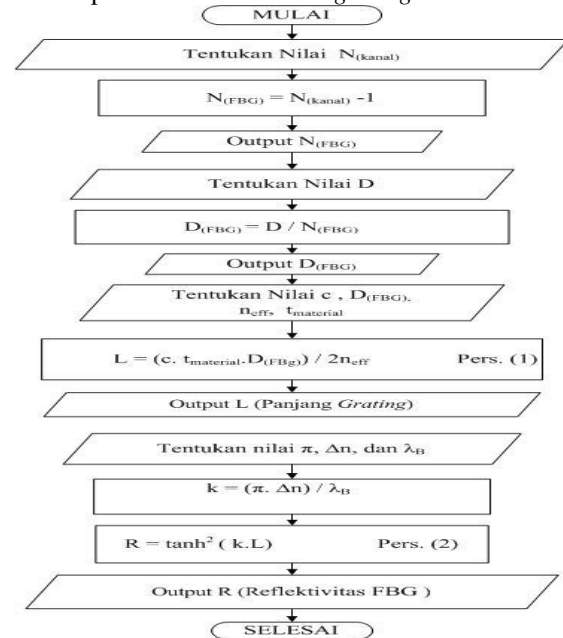 MULAI
Tentukan Nilai N(kanal)
N(FBG) = N(kanal) -1
Output N(FBG)
Tentukan Nilai D
D(FBG) = D / N(FBG)
Output D(FBG)
Tentukan Nilai c , D(FBG),
neff, tmaterial
L = (c. tmaterial.D(FBg)) / 2neff Pers. (1)
Output L (Panjang Grating)
Tentukan nilai π, Δn, dan λB
k = (π. Δn) / λB
R = tanh² ( k.L) Pers. (2)
Output R (Reflektivitas FBG )
SELESAI